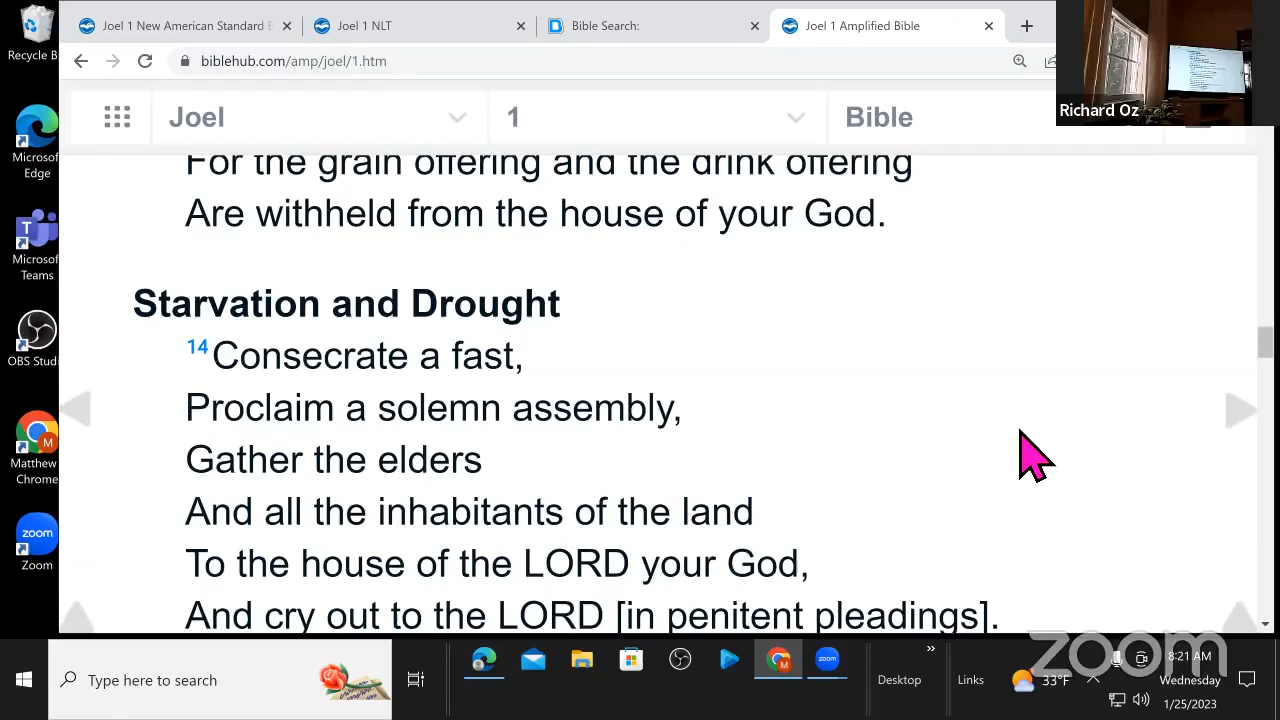 Recycle B
Joel 1 New American Standard B
Joel 1 NLT
Bible Search:
Joel 1 Amplified Bible
biblehub.com/amp/joel/1.htm
Richard Oz
Joel
1
Bible
For the grain offering and the drink offering
Are withheld from the house of your God.
Starvation and Drought
14 Consecrate a fast,
Proclaim a solemn assembly,
Gather the elders
And all the inhabitants of the land
To the house of the LORD your God,
And cry out to the LORD [in penitent pleadings].
Microsof
Edge
Microsoft
Teams
OBS Studi
Matthew
Chrome
zoom
Zoom
zoom
Type here to search
zoom
Desktop
Links
33°F
8:21 AM
Wednesday
1/25/2023